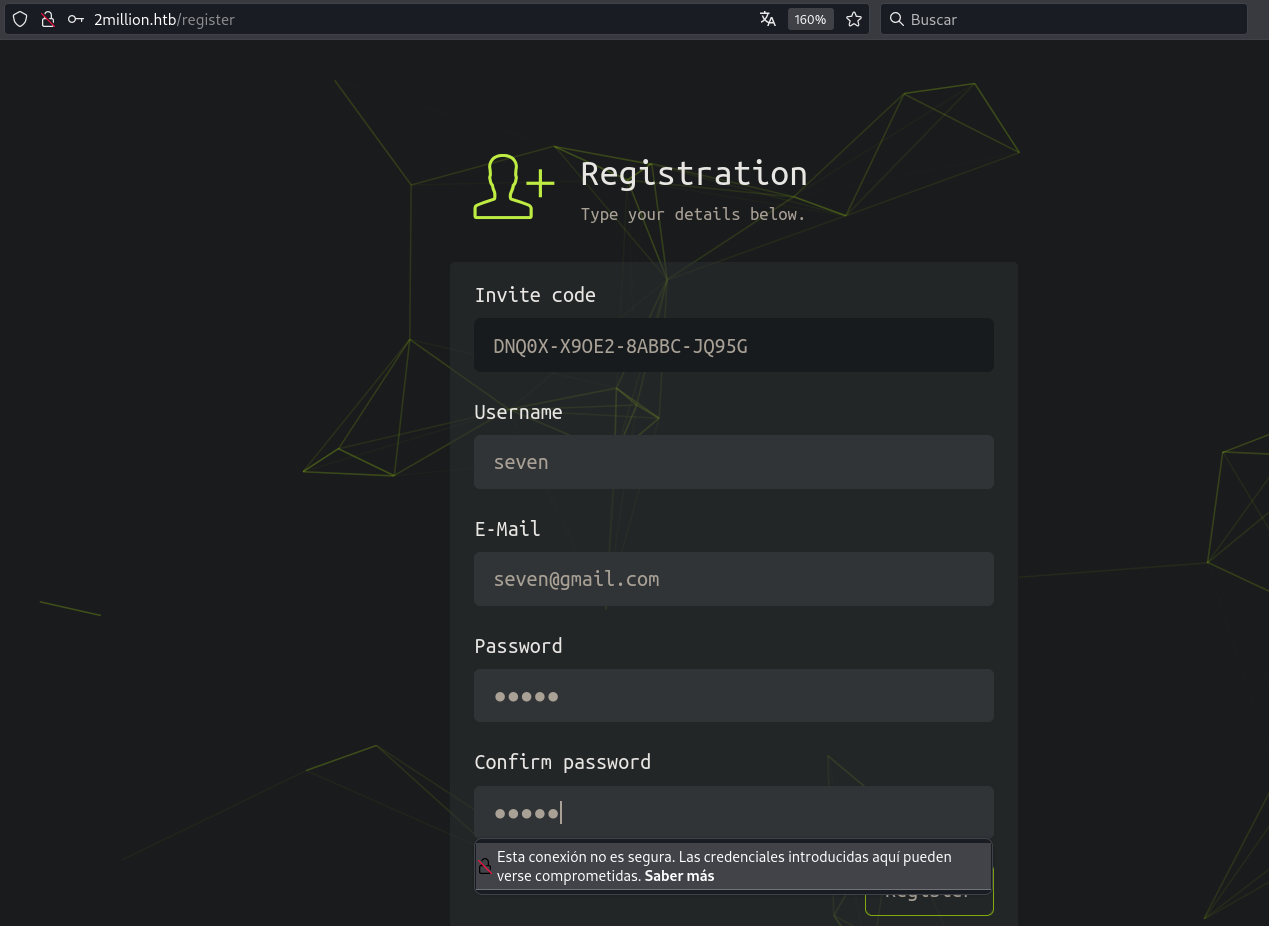 2million.htb/register 160% Buscar
Registration
Type your details below.
Invite code
DNQ0X-X9OE2-8ABBC-JQ95G
Username
seven
E-Mail
seven@gmail.com
Password
●●●●●
Confirm password
●●●●●
Esta conexión no es segura. Las credenciales introducidas aquí pueden
verse comprometidas. Saber más
Register